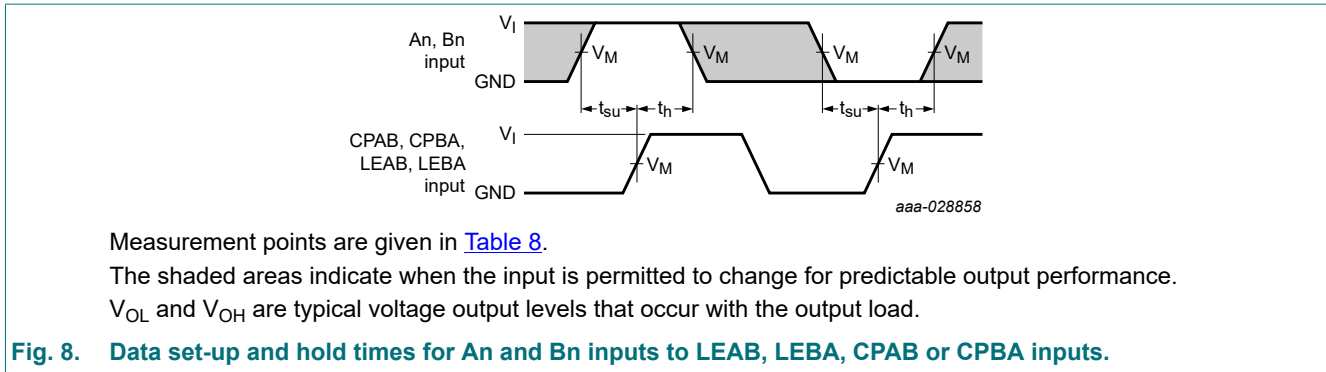 V_I
An, Bn
input
V_M V_M V_M V_M
GND
t_su t_h t_su t_h
CPAB, CPBA,
LEAB, LEBA
input
V_I
V_M V_M
GND
aaa-028858
Measurement points are given in Table 8.
The shaded areas indicate when the input is permitted to change for predictable output performance.
V_OL and V_OH are typical voltage output levels that occur with the output load.
Fig. 8. Data set-up and hold times for An and Bn inputs to LEAB, LEBA, CPAB or CPBA inputs.